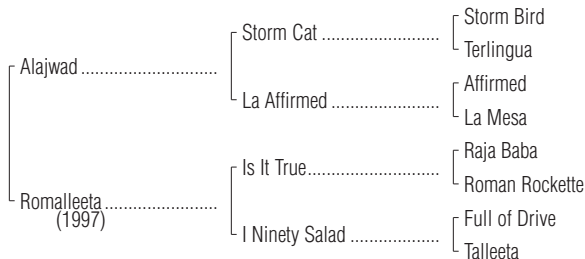 Storm Bird
Storm Cat ........................
Terlingua
Alajwad ............................
Affirmed
La Affirmed ......................
La Mesa
Raja Baba
Is It True...........................
Roman Rockette
Romalleeta .......................
(1997)
Full of Drive
I Ninety Salad ...................
Talleeta